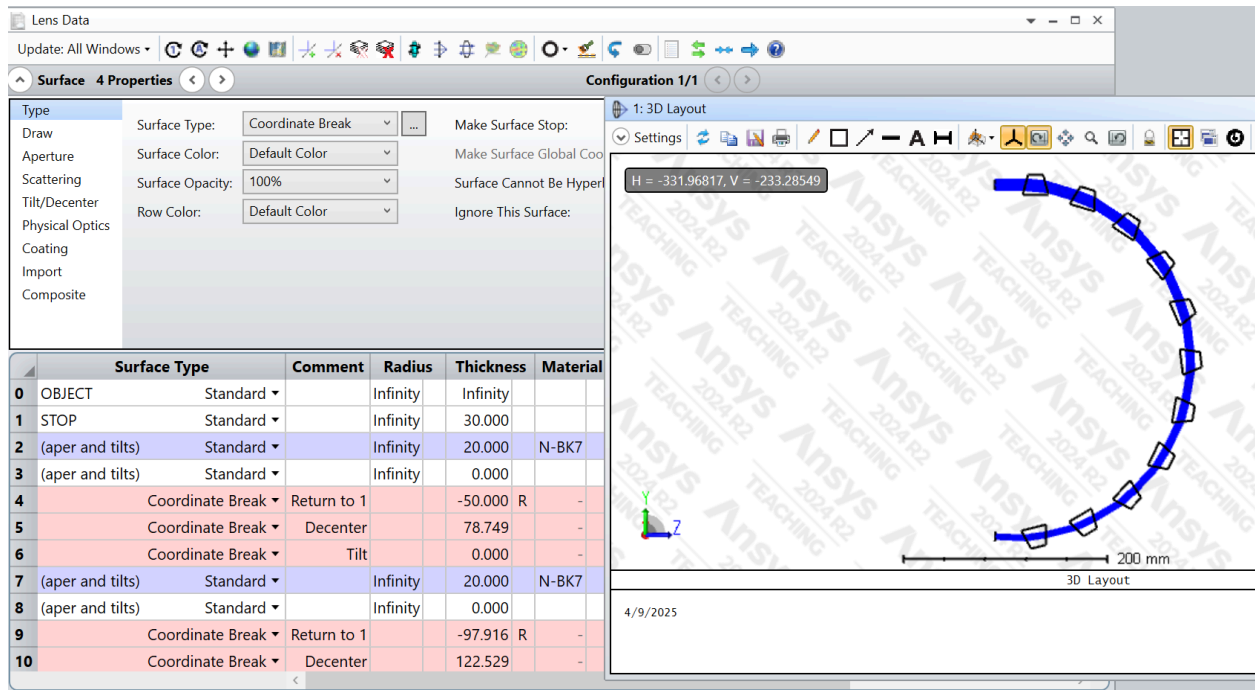 Lens Data
Update: All Windows
Surface 4 Properties
Configuration 1/1
Type
Draw
Aperture
Scattering
Tilt/Decenter
Physical Optics
Coating
Import
Composite
Surface Type: Coordinate Break ...
Surface Color: Default Color
Surface Opacity: 100%
Row Color: Default Color
Make Surface Stop:
Make Surface Global Coo
Surface Cannot Be Hyperl
Ignore This Surface:
1: 3D Layout
Settings
A
H = -331.96817, V = -233.28549
Ansys
2024 R2
TEACHING
Y
Z
200 mm
3D Layout
4/9/2025
Surface Type Comment Radius Thickness Material
0 OBJECT Standard Infinity Infinity
1 STOP Standard Infinity 30.000
2 (aper and tilts) Standard Infinity 20.000 N-BK7
3 (aper and tilts) Standard Infinity 0.000
4 Coordinate Break Return to 1 -50.000 R -
5 Coordinate Break Decenter 78.749 -
6 Coordinate Break Tilt 0.000 -
7 (aper and tilts) Standard Infinity 20.000 N-BK7
8 (aper and tilts) Standard Infinity 0.000
9 Coordinate Break Return to 1 -97.916 R -
10 Coordinate Break Decenter 122.529 -